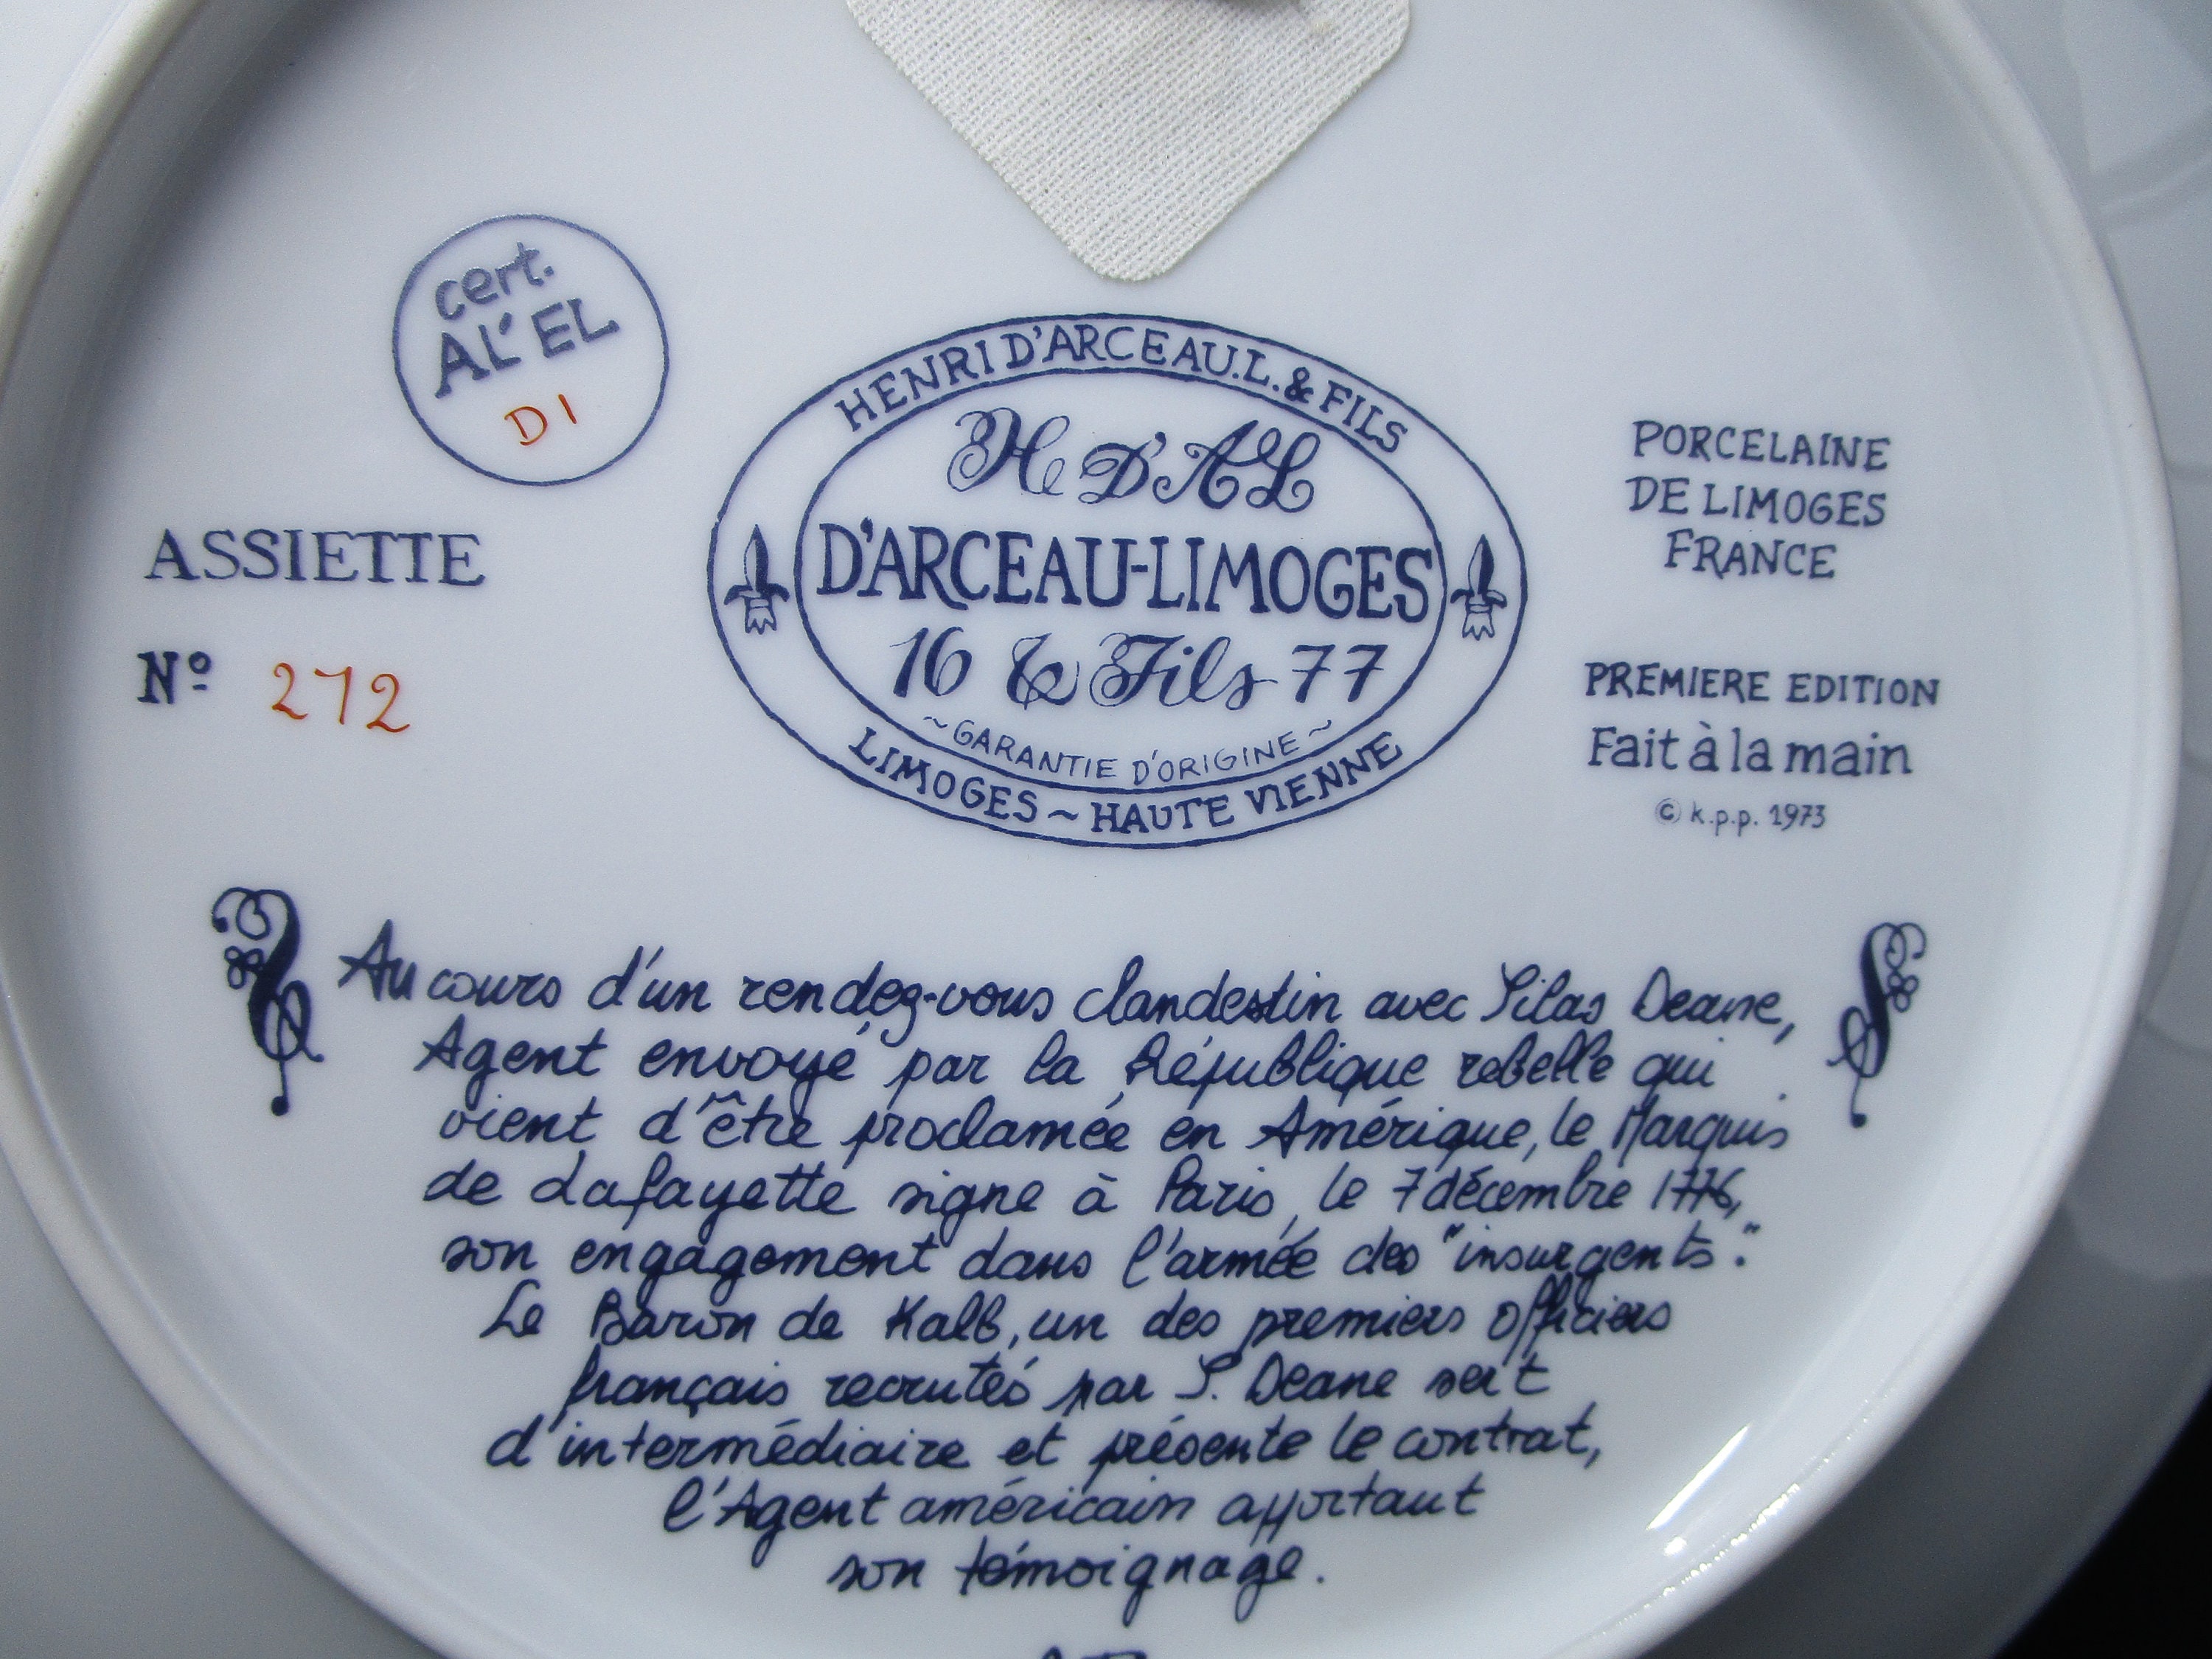 cert.
AL' EL
D I
ASSIETTE
Nº 272
HENRI D'ARCEAU.L. & FILS
H D'AL
D'ARCEAU-LIMOGES
16 & Fils 77
~GARANTIE D'ORIGINE~
LIMOGES ~ HAUTE VIENNE
PORCELAINE
DE LIMOGES
FRANCE
PREMIERE EDITION
Fait à la main
© k.p.p. 1973
Au cours d'un rendez-vous clandestin avec Silas Deane,
Agent envoyé par la République rebelle qui
vient d'être proclamée en Amérique, le Marquis
de Lafayette signe à Paris, le 7 décembre 1776,
son engagement dans l'armée des "insurgents".
Le Baron de Kalb, un des premiers officiers
français recrutés par S. Deane sert
d'intermédiaire et présente le contrat,
l'Agent américain apportant
son témoignage.